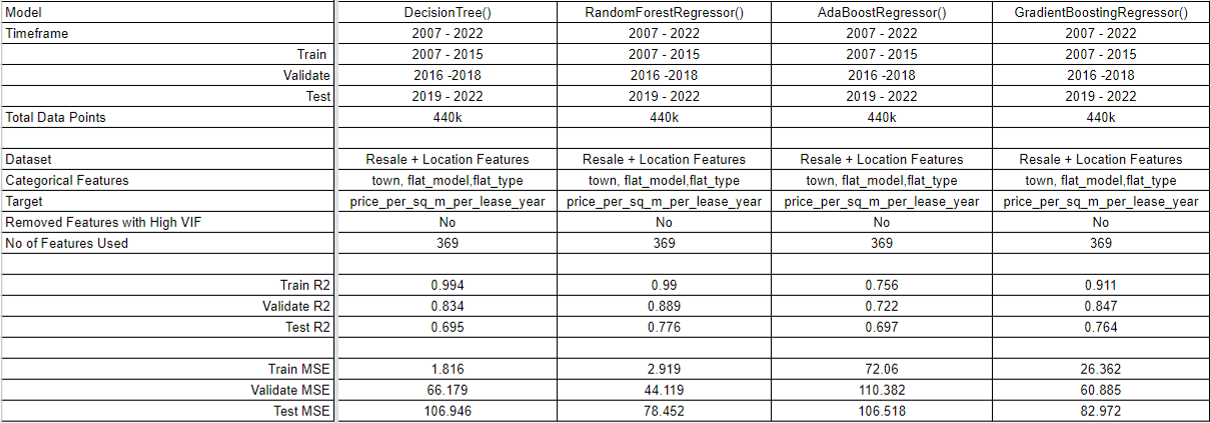 Model DecisionTree() RandomForestRegressor() AdaBoostRegressor() GradientBoostingRegressor()
Timeframe 2007 - 2022 2007 - 2022 2007 - 2022 2007 - 2022
Train 2007 - 2015 2007 - 2015 2007 - 2015 2007 - 2015
Validate 2016 -2018 2016 -2018 2016 -2018 2016 -2018
Test 2019 - 2022 2019 - 2022 2019 - 2022 2019 - 2022
Total Data Points 440k 440k 440k 440k
Dataset Resale + Location Features Resale + Location Features Resale + Location Features Resale + Location Features
Categorical Features town, flat_model,flat_type town, flat_model,flat_type town, flat_model,flat_type town, flat_model,flat_type
Target price_per_sq_m_per_lease_year price_per_sq_m_per_lease_year price_per_sq_m_per_lease_year price_per_sq_m_per_lease_year
Removed Features with High VIF No No No No
No of Features Used 369 369 369 369
Train R2 0.994 0.99 0.756 0.911
Validate R2 0.834 0.889 0.722 0.847
Test R2 0.695 0.776 0.697 0.764
Train MSE 1.816 2.919 72.06 26.362
Validate MSE 66.179 44.119 110.382 60.885
Test MSE 106.946 78.452 106.518 82.972